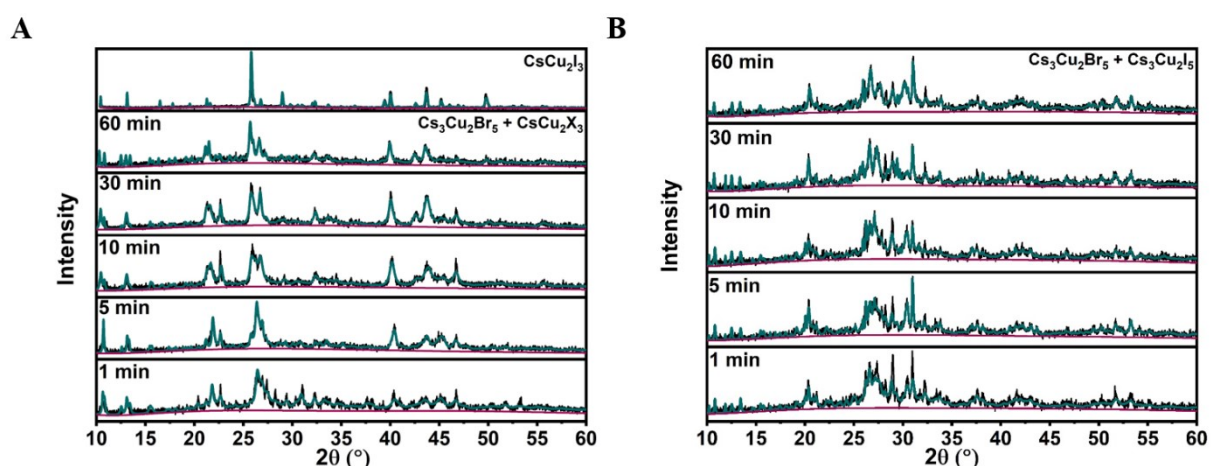 A
CsCu₂I₃
60 min
Cs₃Cu₂Br₅ + CsCu₂X₃
30 min
10 min
5 min
1 min
Intensity
10 15 20 25 30 35 40 45 50 55 60
2θ (°)
B
60 min
Cs₃Cu₂Br₅ + Cs₃Cu₂I₅
30 min
10 min
5 min
1 min
Intensity
10 15 20 25 30 35 40 45 50 55 60
2θ (°)